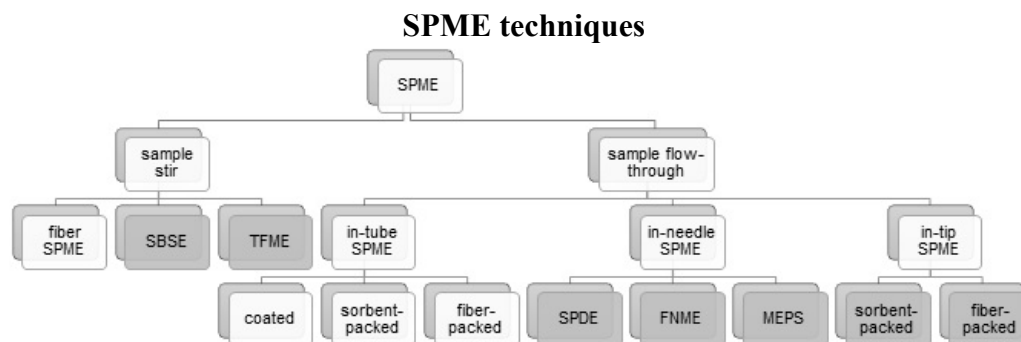 SPME techniques
SPME
sample
stir
sample flow-
through
fiber
SPME
SBSE
TFME
in-tube
SPME
in-needle
SPME
in-tip
SPME
coated
sorbent-
packed
fiber-
packed
SPDE
FNME
MEPS
sorbent-
packed
fiber-
packed